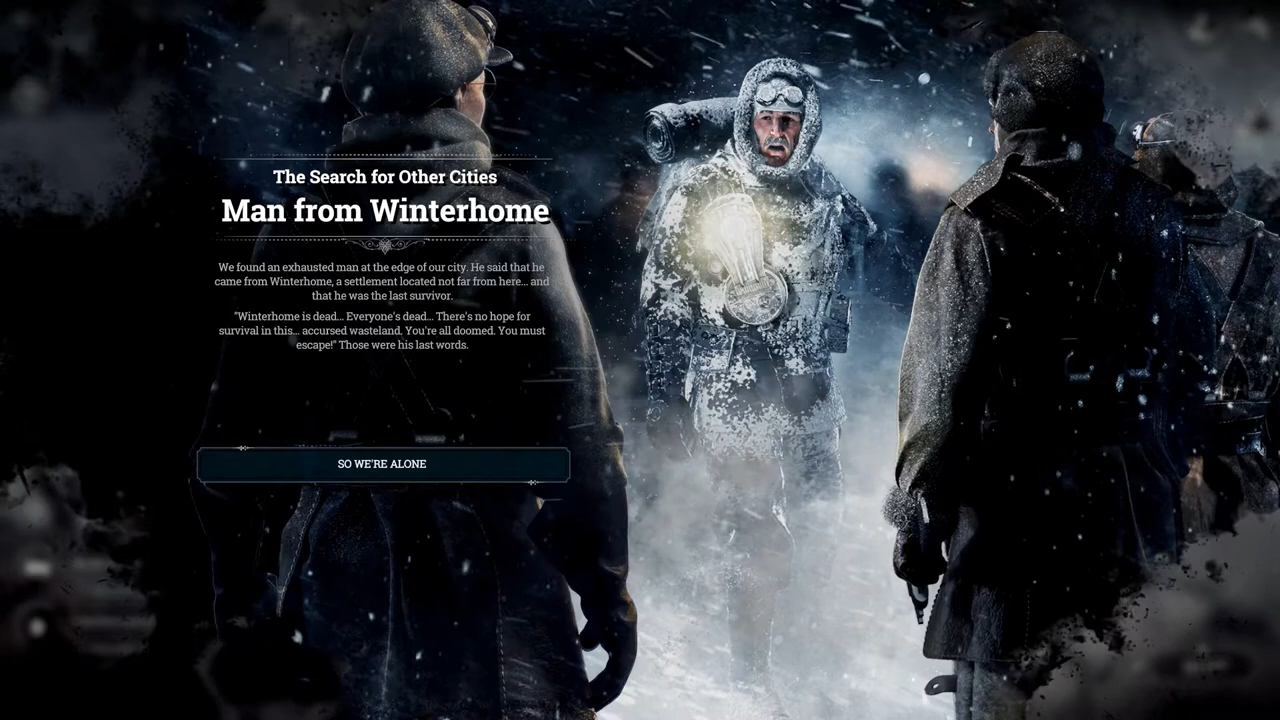 The Search for Other Cities
Man from Winterhome
We found an exhausted man at the edge of our city. He said that he
came from Winterhome, a settlement located not far from here... and
that he was the last survivor.
"Winterhome is dead... Everyone's dead... There's no hope for
survival in this... accursed wasteland. You're all doomed. You must
escape!" Those were his last words.
SO WE'RE ALONE